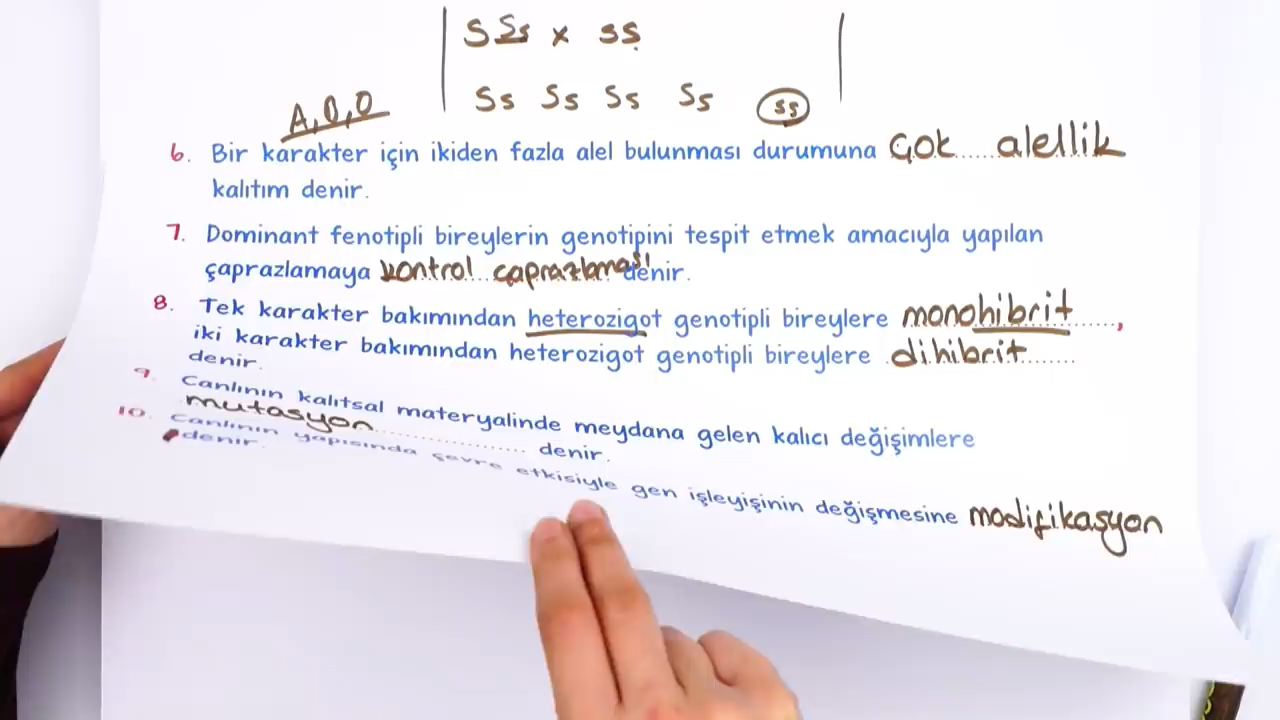 S Ss x ss
Ss Ss Ss Ss ss
A, B, O
6. Bir karakter için ikiden fazla alel bulunması durumuna çok alellik
kalıtım denir.
7. Dominant fenotipli bireylerin genotipini tespit etmek amacıyla yapılan
çaprazlamaya kontrol çaprazlaması denir.
8. Tek karakter bakımından heterozigot genotipli bireylere monohibrit,
iki karakter bakımından heterozigot genotipli bireylere dihibrit
denir.
9. Canlının kalıtsal materyalinde meydana gelen kalıcı değişimlere
mutasyon denir.
10. Canlının yapısında çevre etkisiyle gen işleyişinin değişmesine modifikasyon
denir.